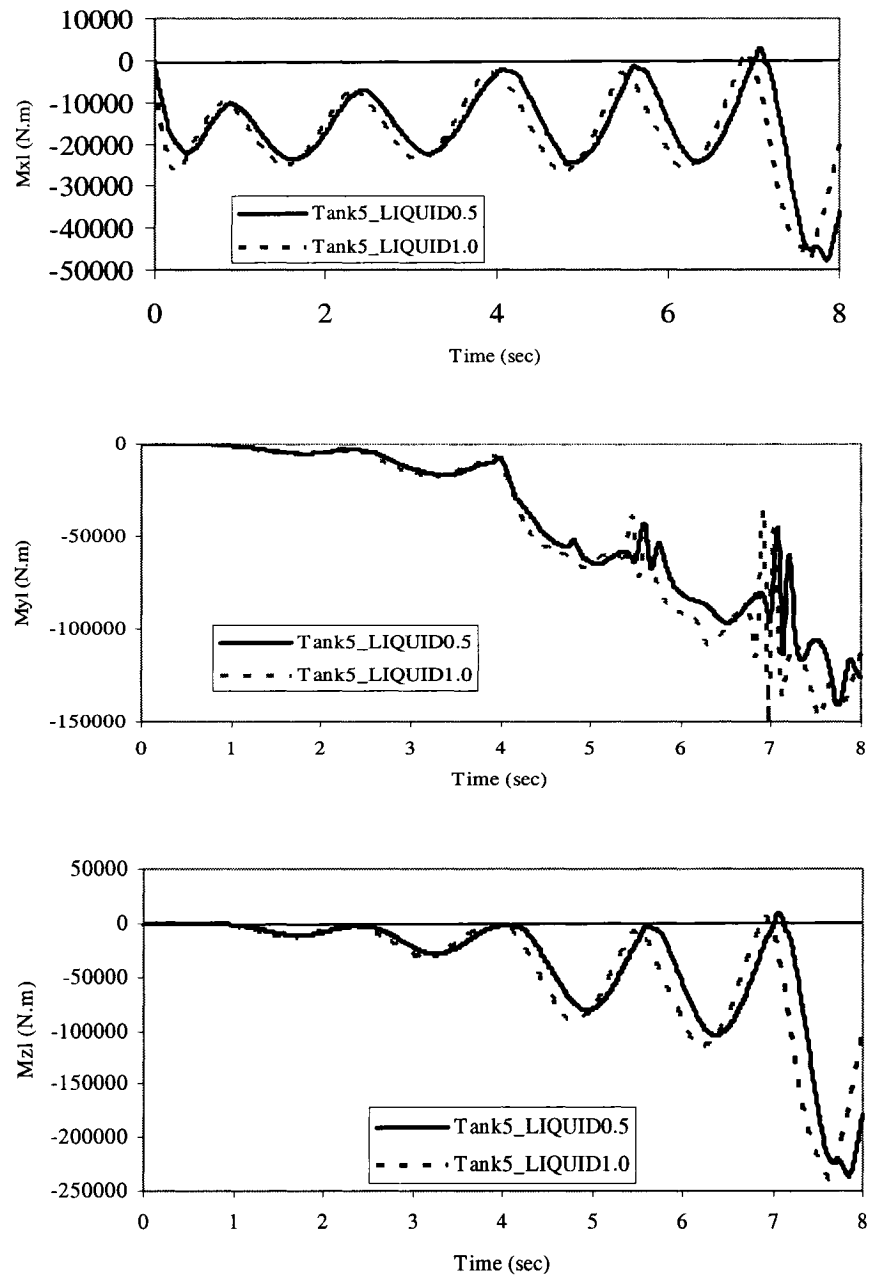 10000
0
-10000
-20000
-30000
-40000
-50000
Mxl (N.m)
Tank5_LIQUID0.5
Tank5_LIQUID1.0
0 2 4 6 8
Time (sec)
0
-50000
-100000
-150000
Myl (N.m)
Tank5_LIQUID0.5
Tank5_LIQUID1.0
0 1 2 3 4 5 6 7 8
Time (sec)
50000
0
-50000
-100000
-150000
-200000
-250000
Mzl (N.m)
Tank5_LIQUID0.5
Tank5_LIQUID1.0
0 1 2 3 4 5 6 7 8
Time (sec)